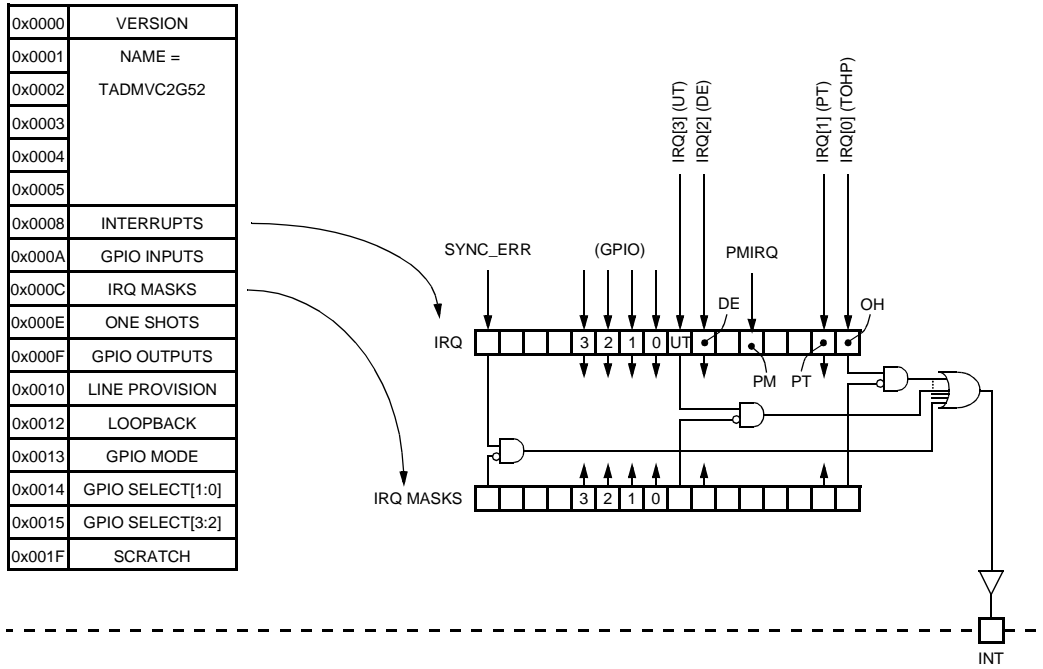 0x0000 VERSION
0x0001 NAME =
0x0002 TADMVC2G52
0x0003
0x0004
0x0005
0x0008 INTERRUPTS
0x000A GPIO INPUTS
0x000C IRQ MASKS
0x000E ONE SHOTS
0x000F GPIO OUTPUTS
0x0010 LINE PROVISION
0x0012 LOOPBACK
0x0013 GPIO MODE
0x0014 GPIO SELECT[1:0]
0x0015 GPIO SELECT[3:2]
0x001F SCRATCH
IRQ[3] (UT)
IRQ[2] (DE)
IRQ[1] (PT)
IRQ[0] (TOHP)
SYNC_ERR (GPIO) PMIRQ
DE OH
IRQ 3 2 1 0 UT
PM PT
IRQ MASKS 3 2 1 0
INT